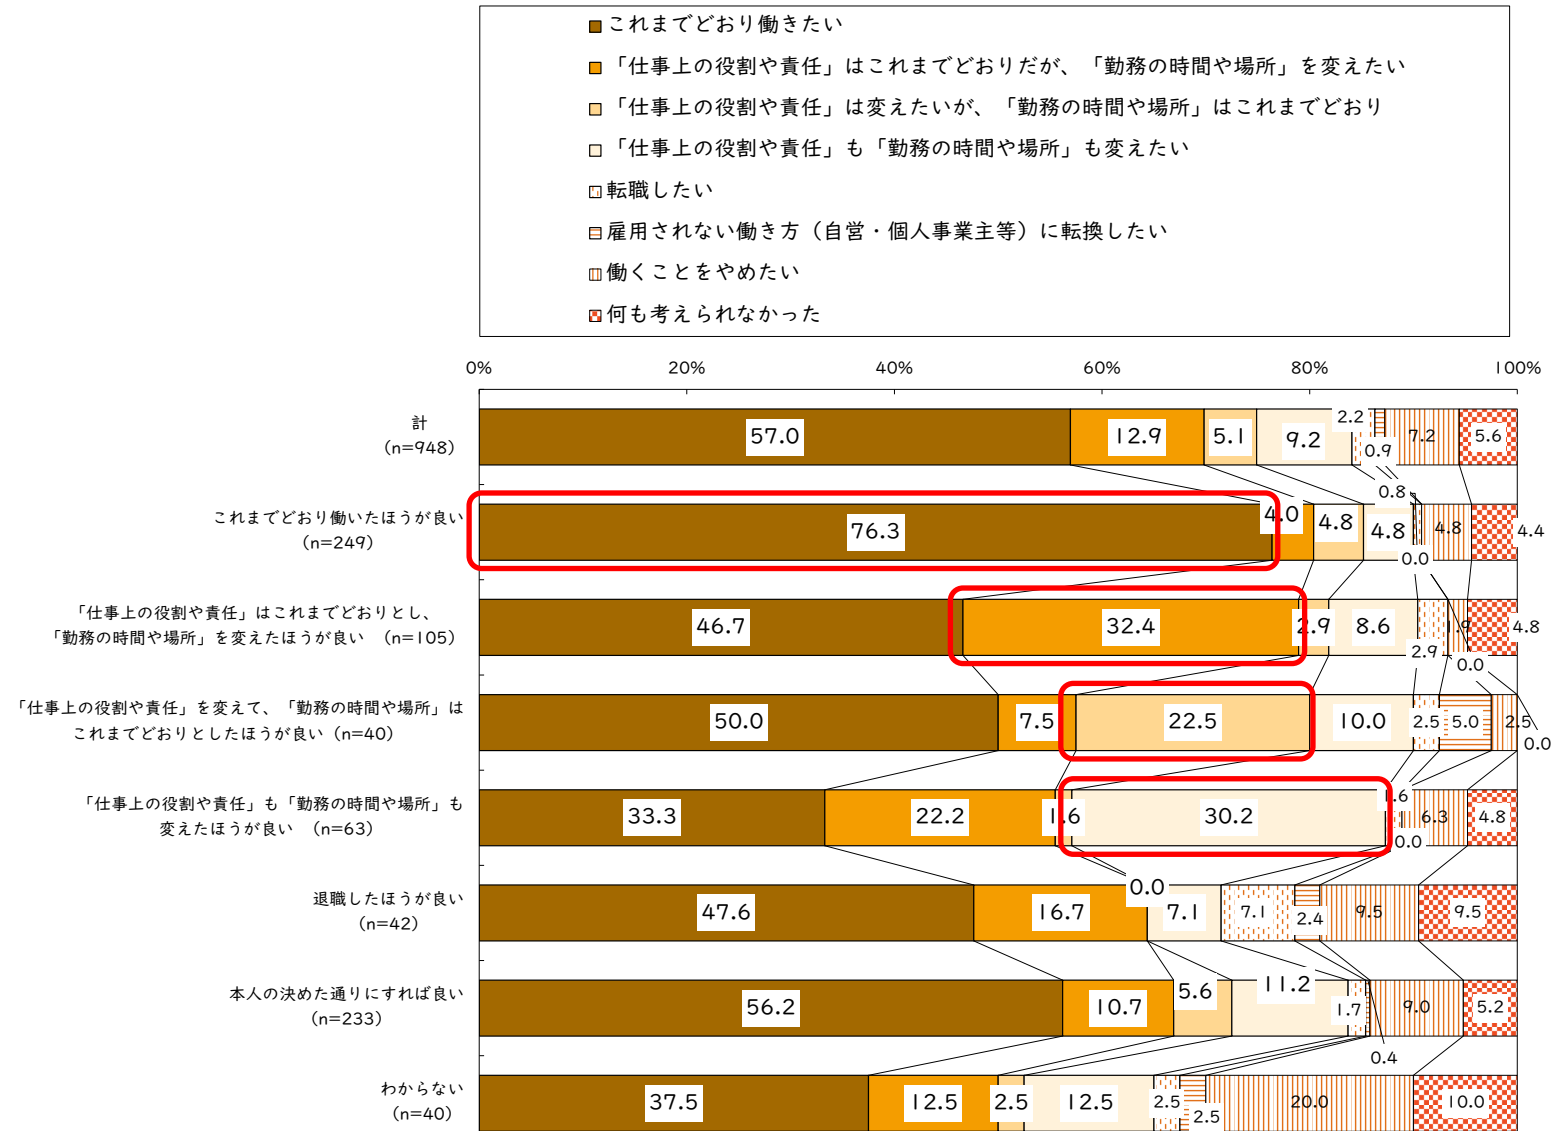 これまでどおり働きたい
「仕事上の役割や責任」はこれまでどおりだが、「勤務の時間や場所」を変えたい
「仕事上の役割や責任」は変えたいが、「勤務の時間や場所」はこれまでどおり
「仕事上の役割や責任」も「勤務の時間や場所」も変えたい
転職したい
雇用されない働き方（自営・個人事業主等）に転換したい
働くことをやめたい
何も考えられなかった
0% 20% 40% 60% 80% 100%
計
(n=948)
57.0 12.9 5.1 9.2 2.2 0.9 7.2 5.6
これまでどおり働いたほうが良い
(n=249)
76.3 4.0 4.8 4.8 0.8 0.0 4.8 4.4
「仕事上の役割や責任」はこれまでどおりとし、
「勤務の時間や場所」を変えたほうが良い (n=105)
46.7 32.4 2.9 8.6 2.9 0.0 1.9 4.8
「仕事上の役割や責任」を変えて、「勤務の時間や場所」は
これまでどおりとしたほうが良い (n=40)
50.0 7.5 22.5 10.0 2.5 5.0 2.5 0.0
「仕事上の役割や責任」も「勤務の時間や場所」も
変えたほうが良い (n=63)
33.3 22.2 1.6 30.2 1.6 0.0 6.3 4.8
退職したほうが良い
(n=42)
47.6 16.7 0.0 7.1 7.1 2.4 9.5 9.5
本人の決めた通りにすれば良い
(n=233)
56.2 10.7 5.6 11.2 1.7 0.4 9.0 5.2
わからない
(n=40)
37.5 12.5 2.5 12.5 2.5 2.5 20.0 10.0